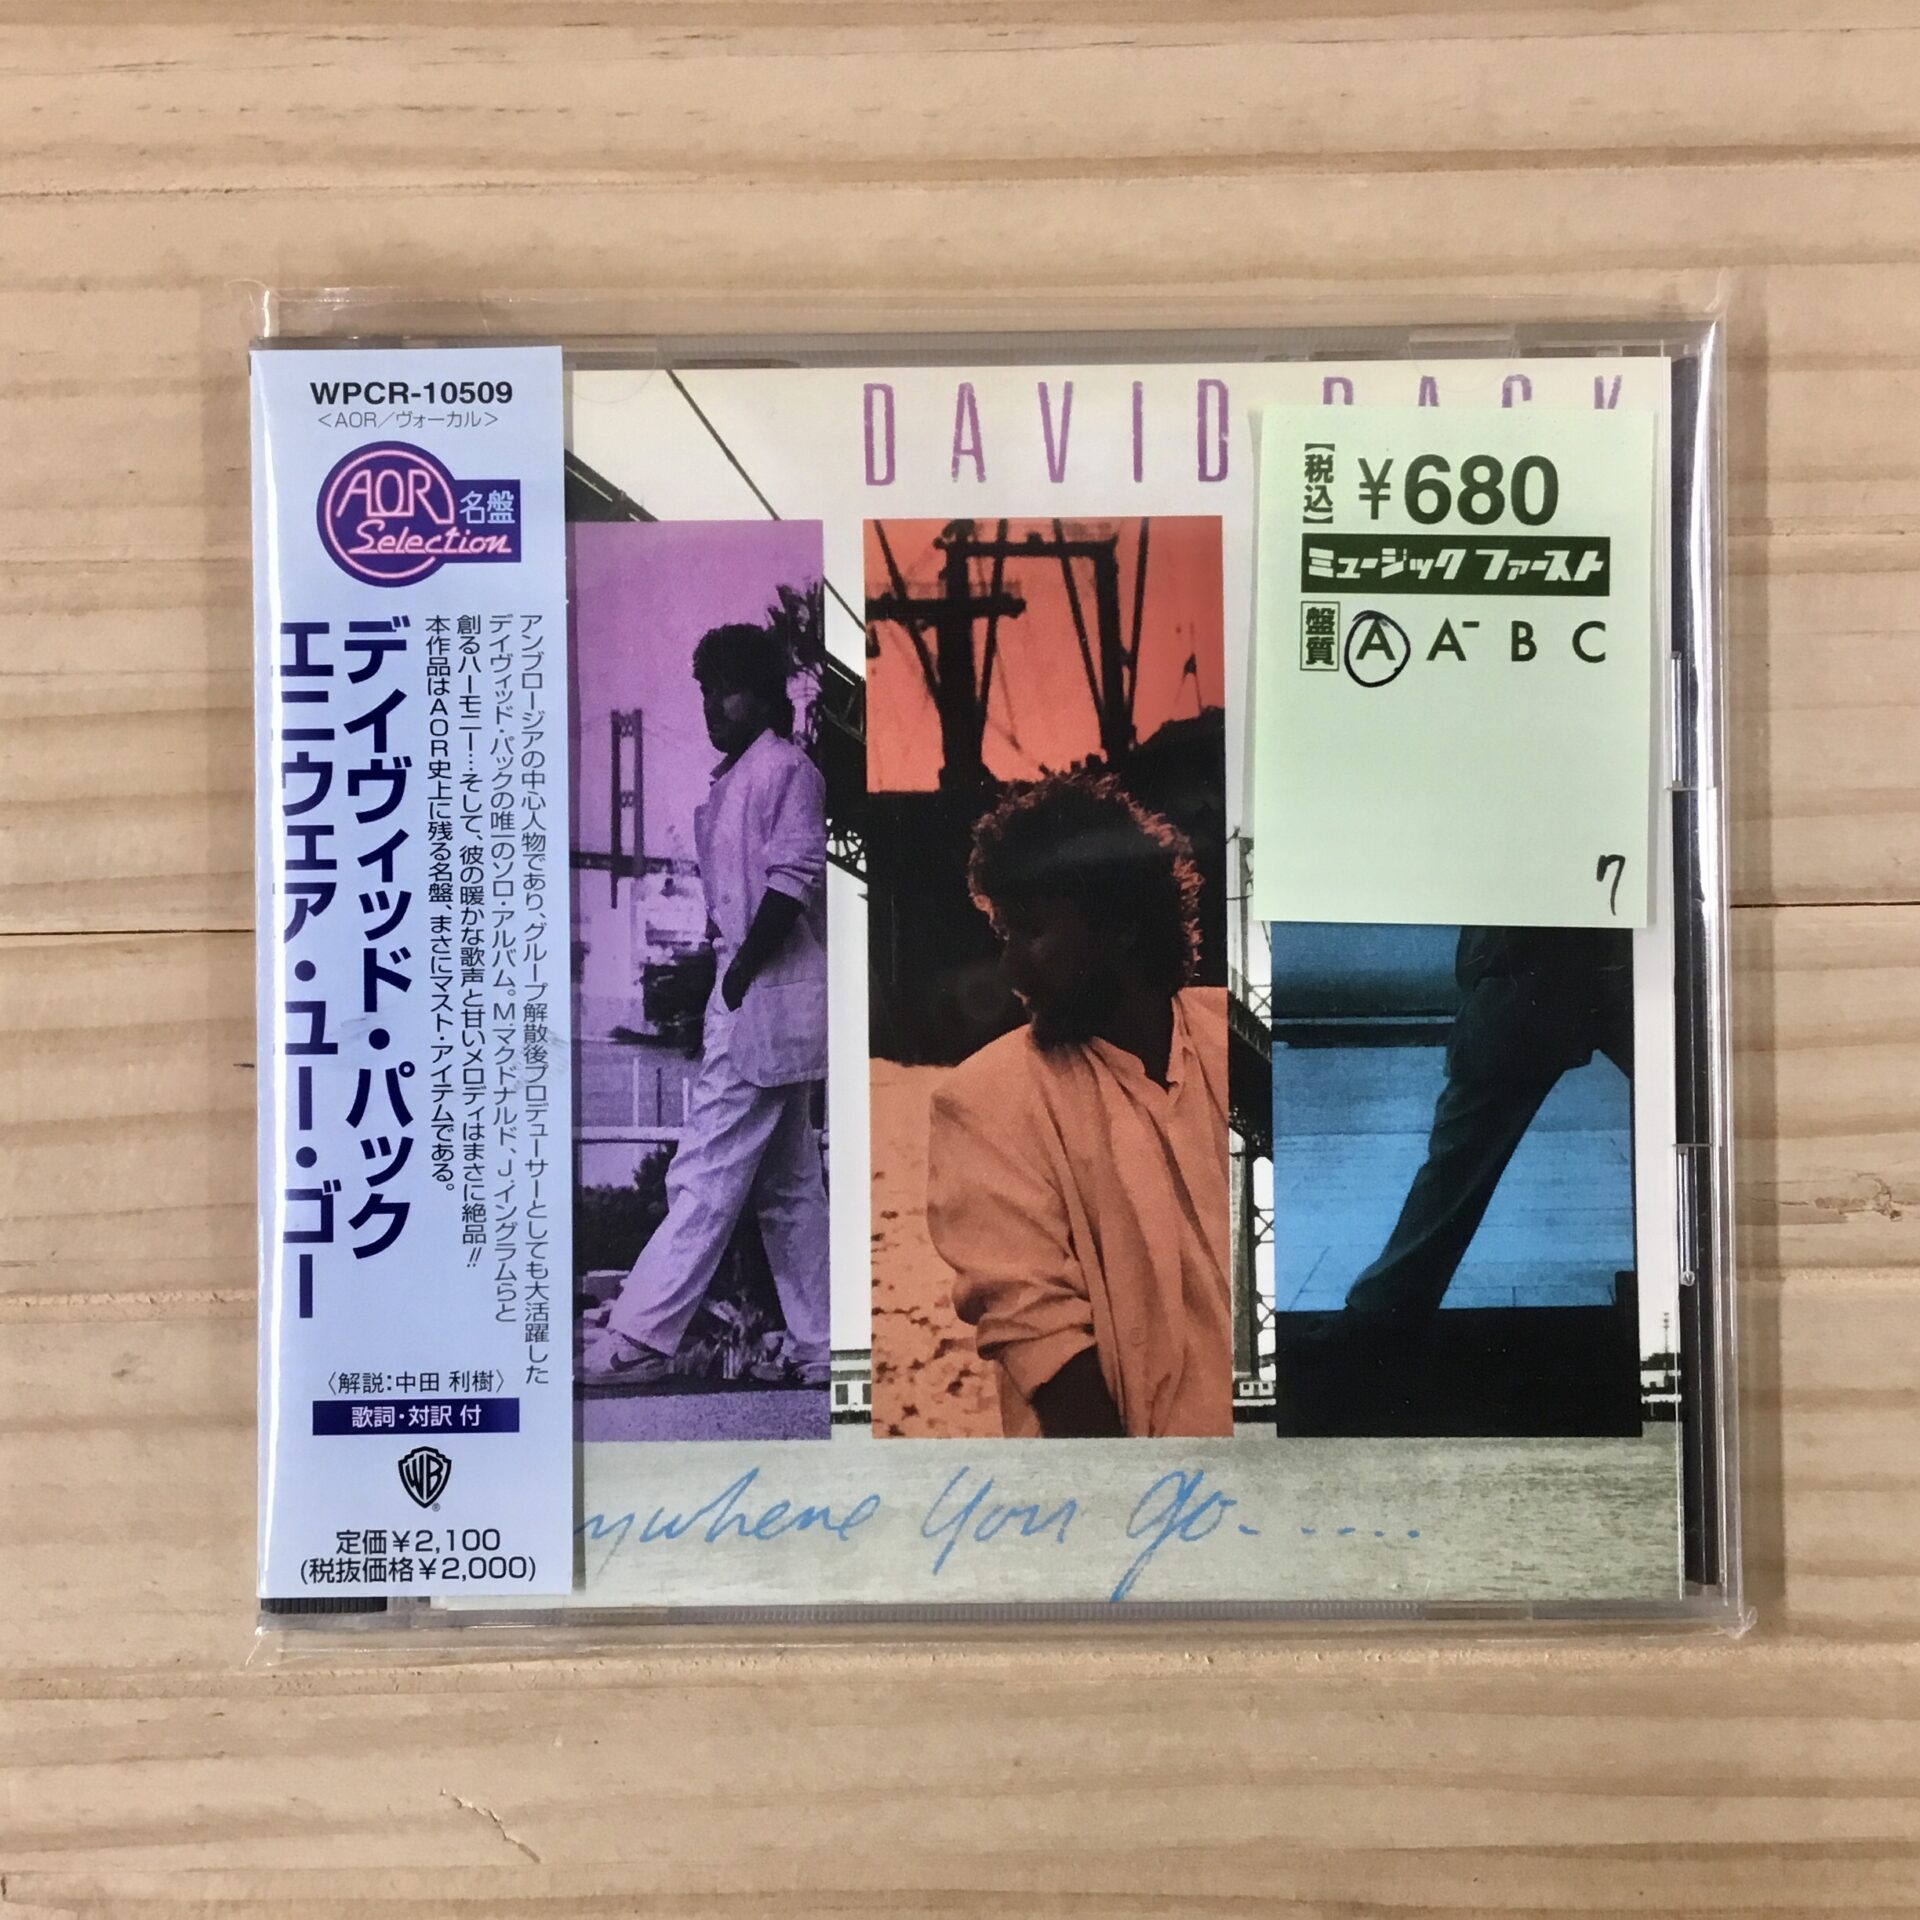 WPCR-10509
＜AOR／ヴォーカル＞
AOR
Selection
名盤
アンブロージアの中心人物であり、グループ解散後プロデューサーとしても大活躍した
デイヴィッド・パックの唯一のソロ・アルバム。M.マクドナルド、J.イングラムらと
創るハーモニー…そして、彼の暖かな歌声と甘いメロディはまさに絶品!!
本作品はAOR史上に残る名盤、まさにマスト・アイテムである。
デイヴィッド・パック
エニウェア・ユー・ゴー
〈解説：中田 利樹〉
歌詞・対訳 付
WB
定価￥2,100
(税抜価格￥2,000)
DAVID PACK
【税込】 ￥680
ミュージック ファースト
盤質 A A⁻ B C
7
ywhere you go.....